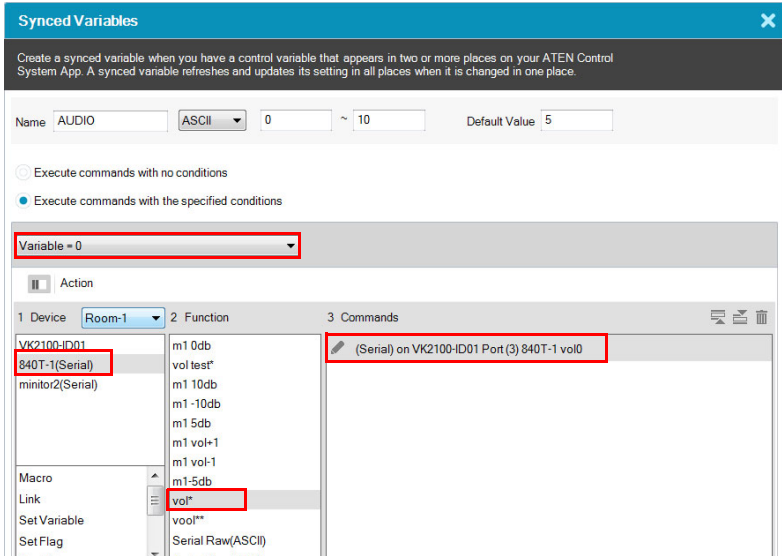 Synced Variables
Create a synced variable when you have a control variable that appears in two or more places on your ATEN Control
System App. A synced variable refreshes and updates its setting in all places when it is changed in one place.
Name AUDIO ASCII 0 ~ 10 Default Value 5
Execute commands with no conditions
Execute commands with the specified conditions
Variable = 0
Action
1 Device Room-1 2 Function 3 Commands
VK2100-ID01
840T-1(Serial)
minitor2(Serial)
Macro
Link
Set Variable
Set Flag
m1 0db
vol test*
m1 10db
m1 -10db
m1 5db
m1 vol+1
m1 vol-1
m1-5db
vol*
vool**
Serial Raw(ASCII)
(Serial) on VK2100-ID01 Port (3) 840T-1 vol0